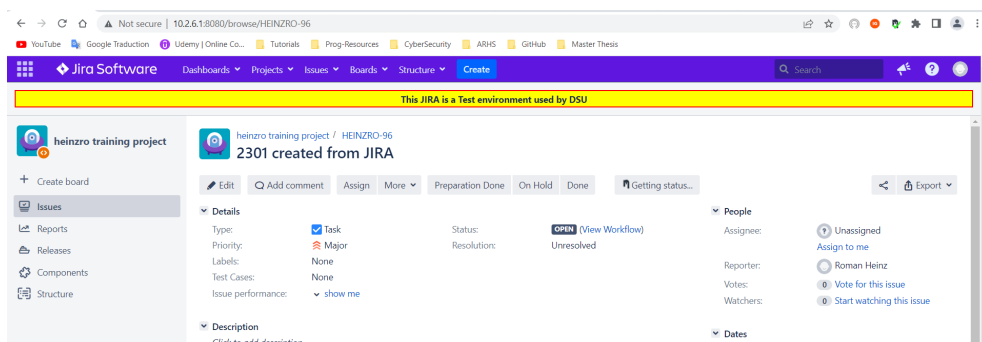 Not secure | 10.2.6.1:8080/browse/HEINZRO-96
YouTube Google Traduction Udemy | Online Co... Tutorials Prog-Resources CyberSecurity ARHS GitHub Master Thesis
Jira Software Dashboards Projects Issues Boards Structure Create Search
This JIRA is a Test environment used by DSU
heinzro training project
heinzro training project / HEINZRO-96
2301 created from JIRA
Create board
Edit Add comment Assign More Preparation Done On Hold Done Getting status... Export
Issues
Reports
Releases
Components
Structure
Details
Type: Task Status: OPEN (View Workflow)
Priority: Major Resolution: Unresolved
Labels: None
Test Cases: None
Issue performance: show me
Description
People
Assignee: Unassigned
Assign to me
Reporter: Roman Heinz
Votes: 0 Vote for this issue
Watchers: 0 Start watching this issue
Dates